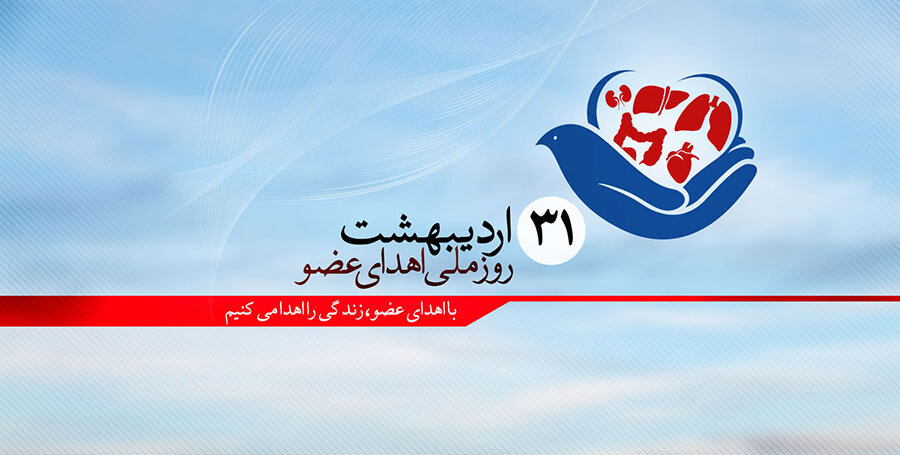 ۳۱ اردیبهشت
روز ملی اهدای عضو
با اهدای عضو، زندگی را اهدا می کنیم